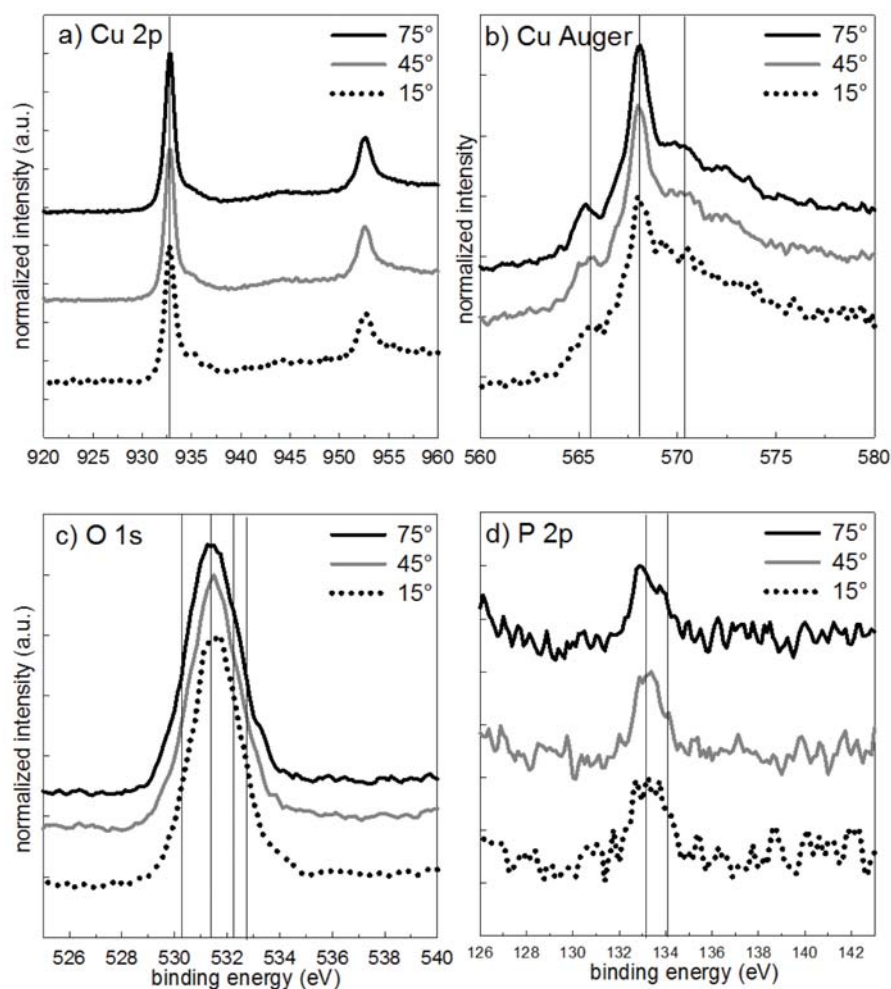 a) Cu 2p
75°
45°
15°
normalized intensity (a.u.)
920 925 930 935 940 945 950 955 960
b) Cu Auger
75°
45°
15°
normalized intensity
560 565 570 575 580
c) O 1s
75°
45°
15°
normalized intensity (a.u.)
526 528 530 532 534 536 538 540
binding energy (eV)
d) P 2p
75°
45°
15°
126 128 130 132 134 136 138 140 142
binding energy (eV)